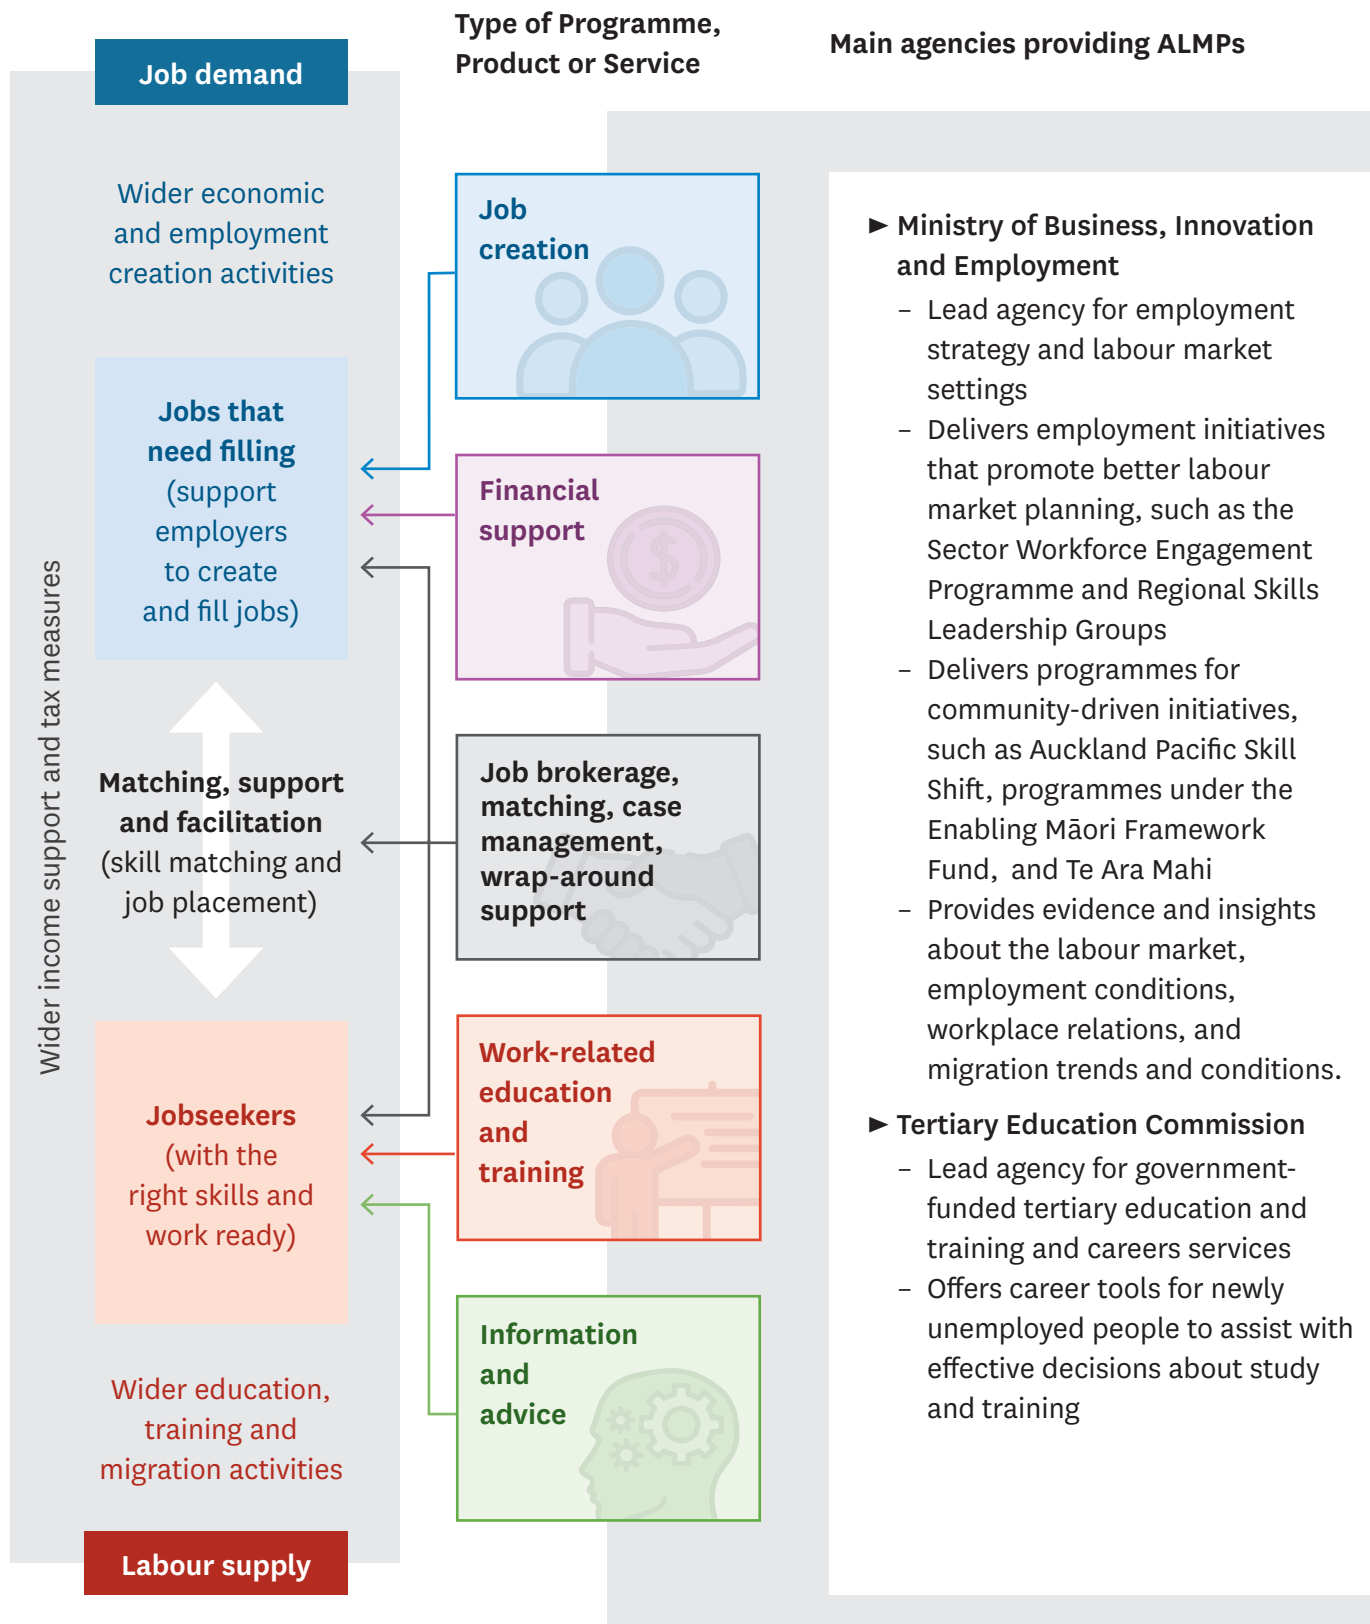 Job demand
Wider economic
and employment
creation activities
Jobs that
need filling
(support
employers
to create
and fill jobs)
Matching, support
and facilitation
(skill matching and
job placement)
Jobseekers
(with the
right skills and
work ready)
Wider education,
training and
migration activities
Labour supply
Wider income support and tax measures
Type of Programme,
Product or Service
Job
creation
Financial
support
$
Job brokerage,
matching, case
management,
wrap-around
support
Work-related
education
and
training
Information
and
advice
Main agencies providing ALMPs
► Ministry of Business, Innovation
and Employment
– Lead agency for employment
strategy and labour market
settings
– Delivers employment initiatives
that promote better labour
market planning, such as the
Sector Workforce Engagement
Programme and Regional Skills
Leadership Groups
– Delivers programmes for
community-driven initiatives,
such as Auckland Pacific Skill
Shift, programmes under the
Enabling Māori Framework
Fund, and Te Ara Mahi
– Provides evidence and insights
about the labour market,
employment conditions,
workplace relations, and
migration trends and conditions.
► Tertiary Education Commission
– Lead agency for government-
funded tertiary education and
training and careers services
– Offers career tools for newly
unemployed people to assist with
effective decisions about study
and training